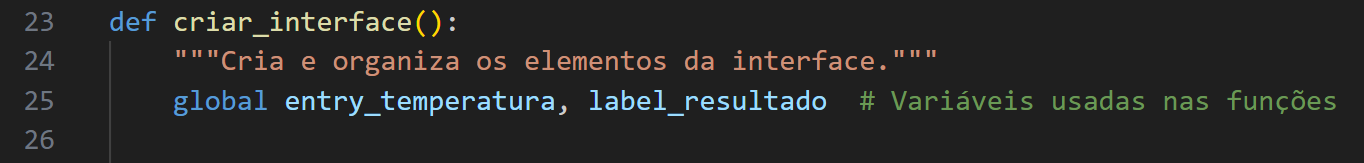 23 def criar_interface():
24 """Cria e organiza os elementos da interface."""
25 global entry_temperatura, label_resultado  # Variáveis usadas nas funções
26